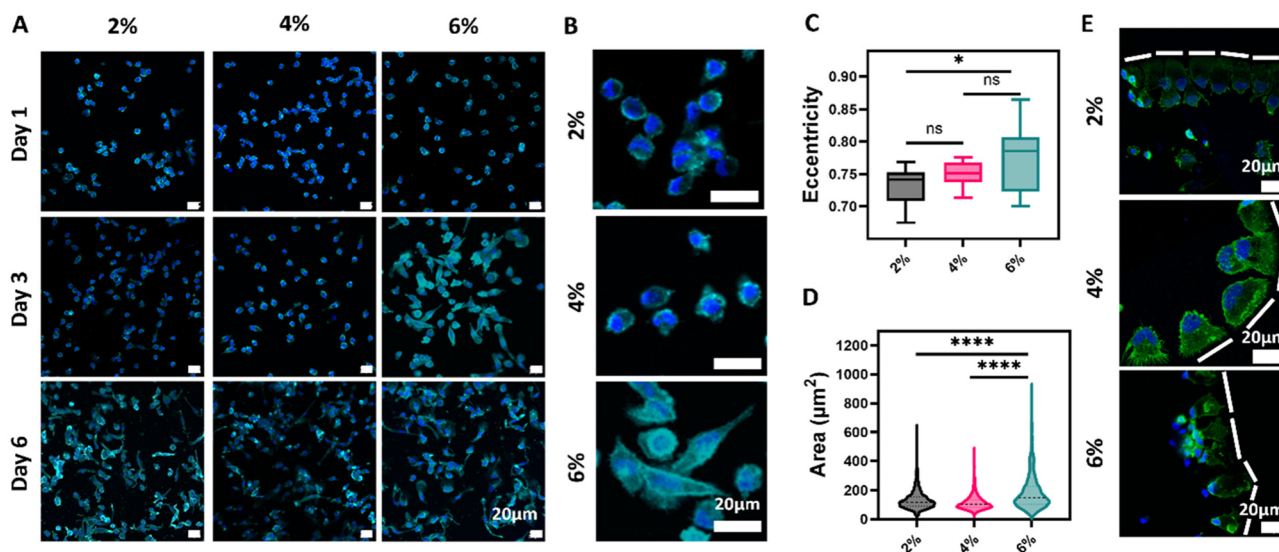 A
2%
4%
6%
Day 1
Day 3
Day 6
20μm
B
2%
4%
6%
20μm
C
Eccentricity
0.90
0.85
0.80
0.75
0.70
*
ns
ns
2%
4%
6%
D
Area (μm²)
1200
1000
800
600
400
200
0
****
****
2%
4%
6%
E
2%
20μm
4%
20μm
6%
20μm